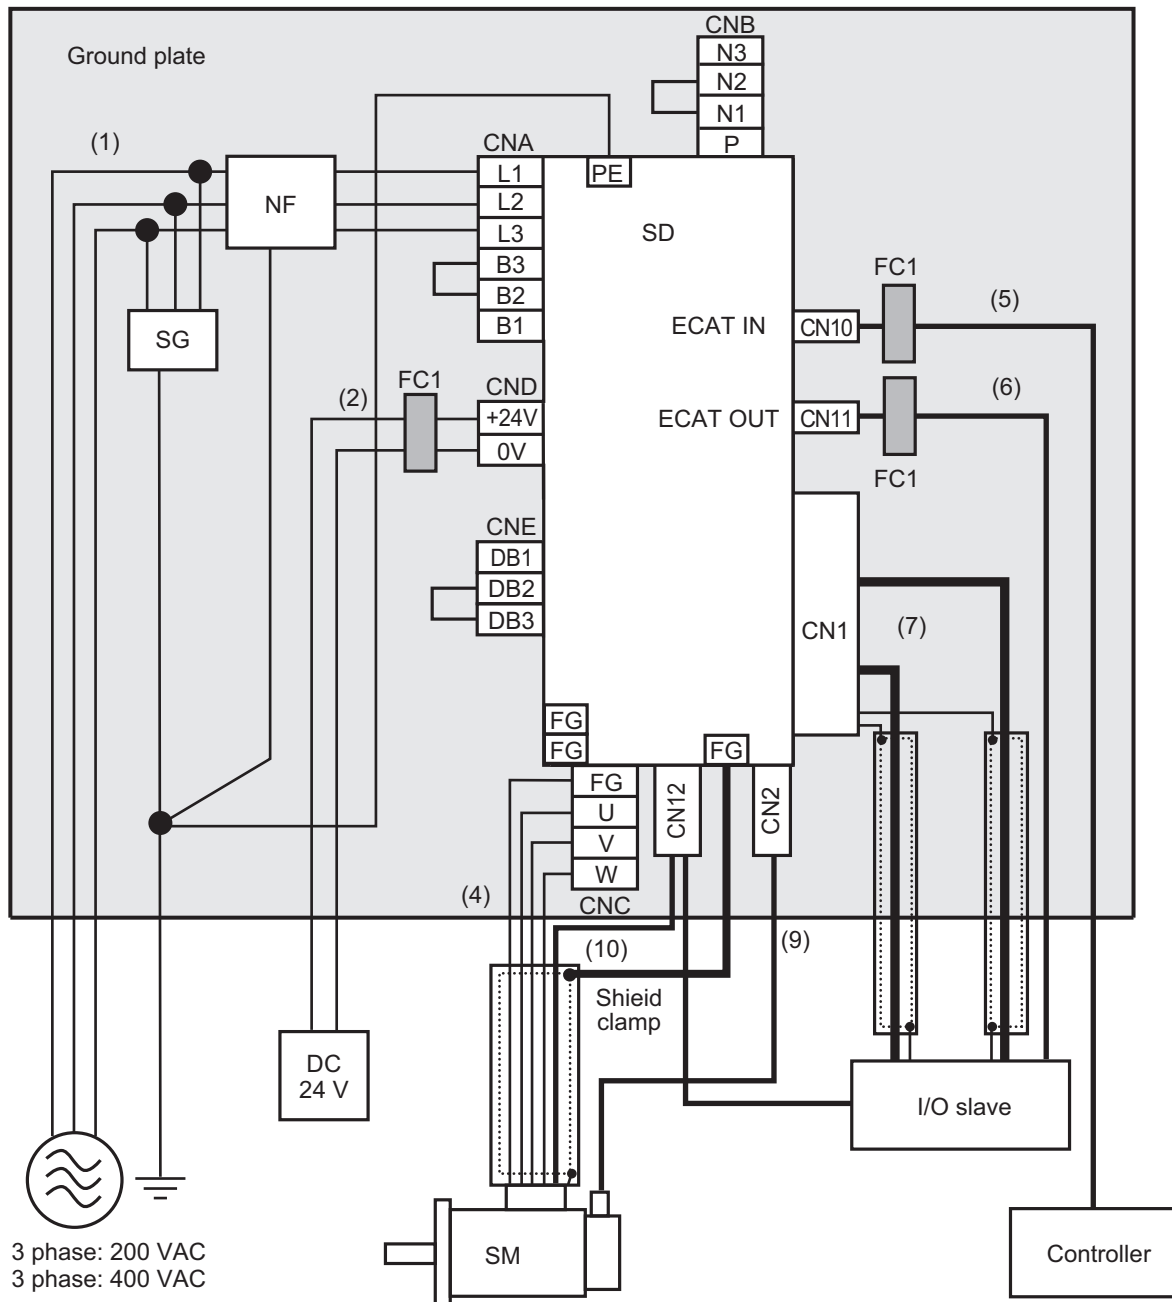 CNB
Ground plate
N3
N2
N1
P
(1)
CNA
PE
L1
L2
L3
B3
B2
B1
NF
SD
SG
FC1
(5)
ECAT IN
CN10
(2)
FC1
CND
+24V
0V
(6)
ECAT OUT
CN11
FC1
CNE
DB1
DB2
DB3
CN1
(7)
FG
FG
FG
FG
U
V
W
CN12
CN2
(4)
CNC
(10)
(9)
Shieid
clamp
DC
24 V
I/O slave
SM
Controller
3 phase: 200 VAC
3 phase: 400 VAC